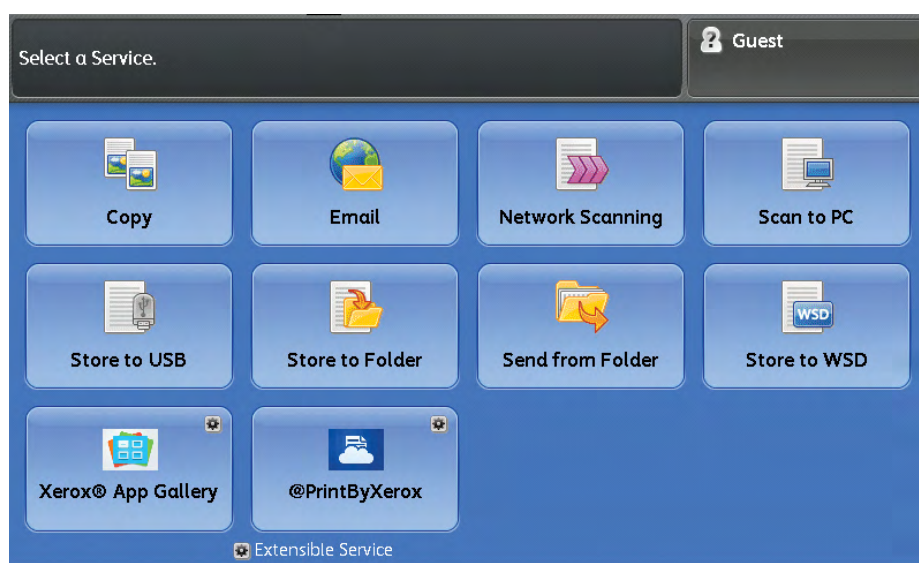 Select a Service.
Guest
Copy
Email
Network Scanning
Scan to PC
Store to USB
Store to Folder
Send from Folder
WSD
Store to WSD
Xerox® App Gallery
@PrintByXerox
Extensible Service